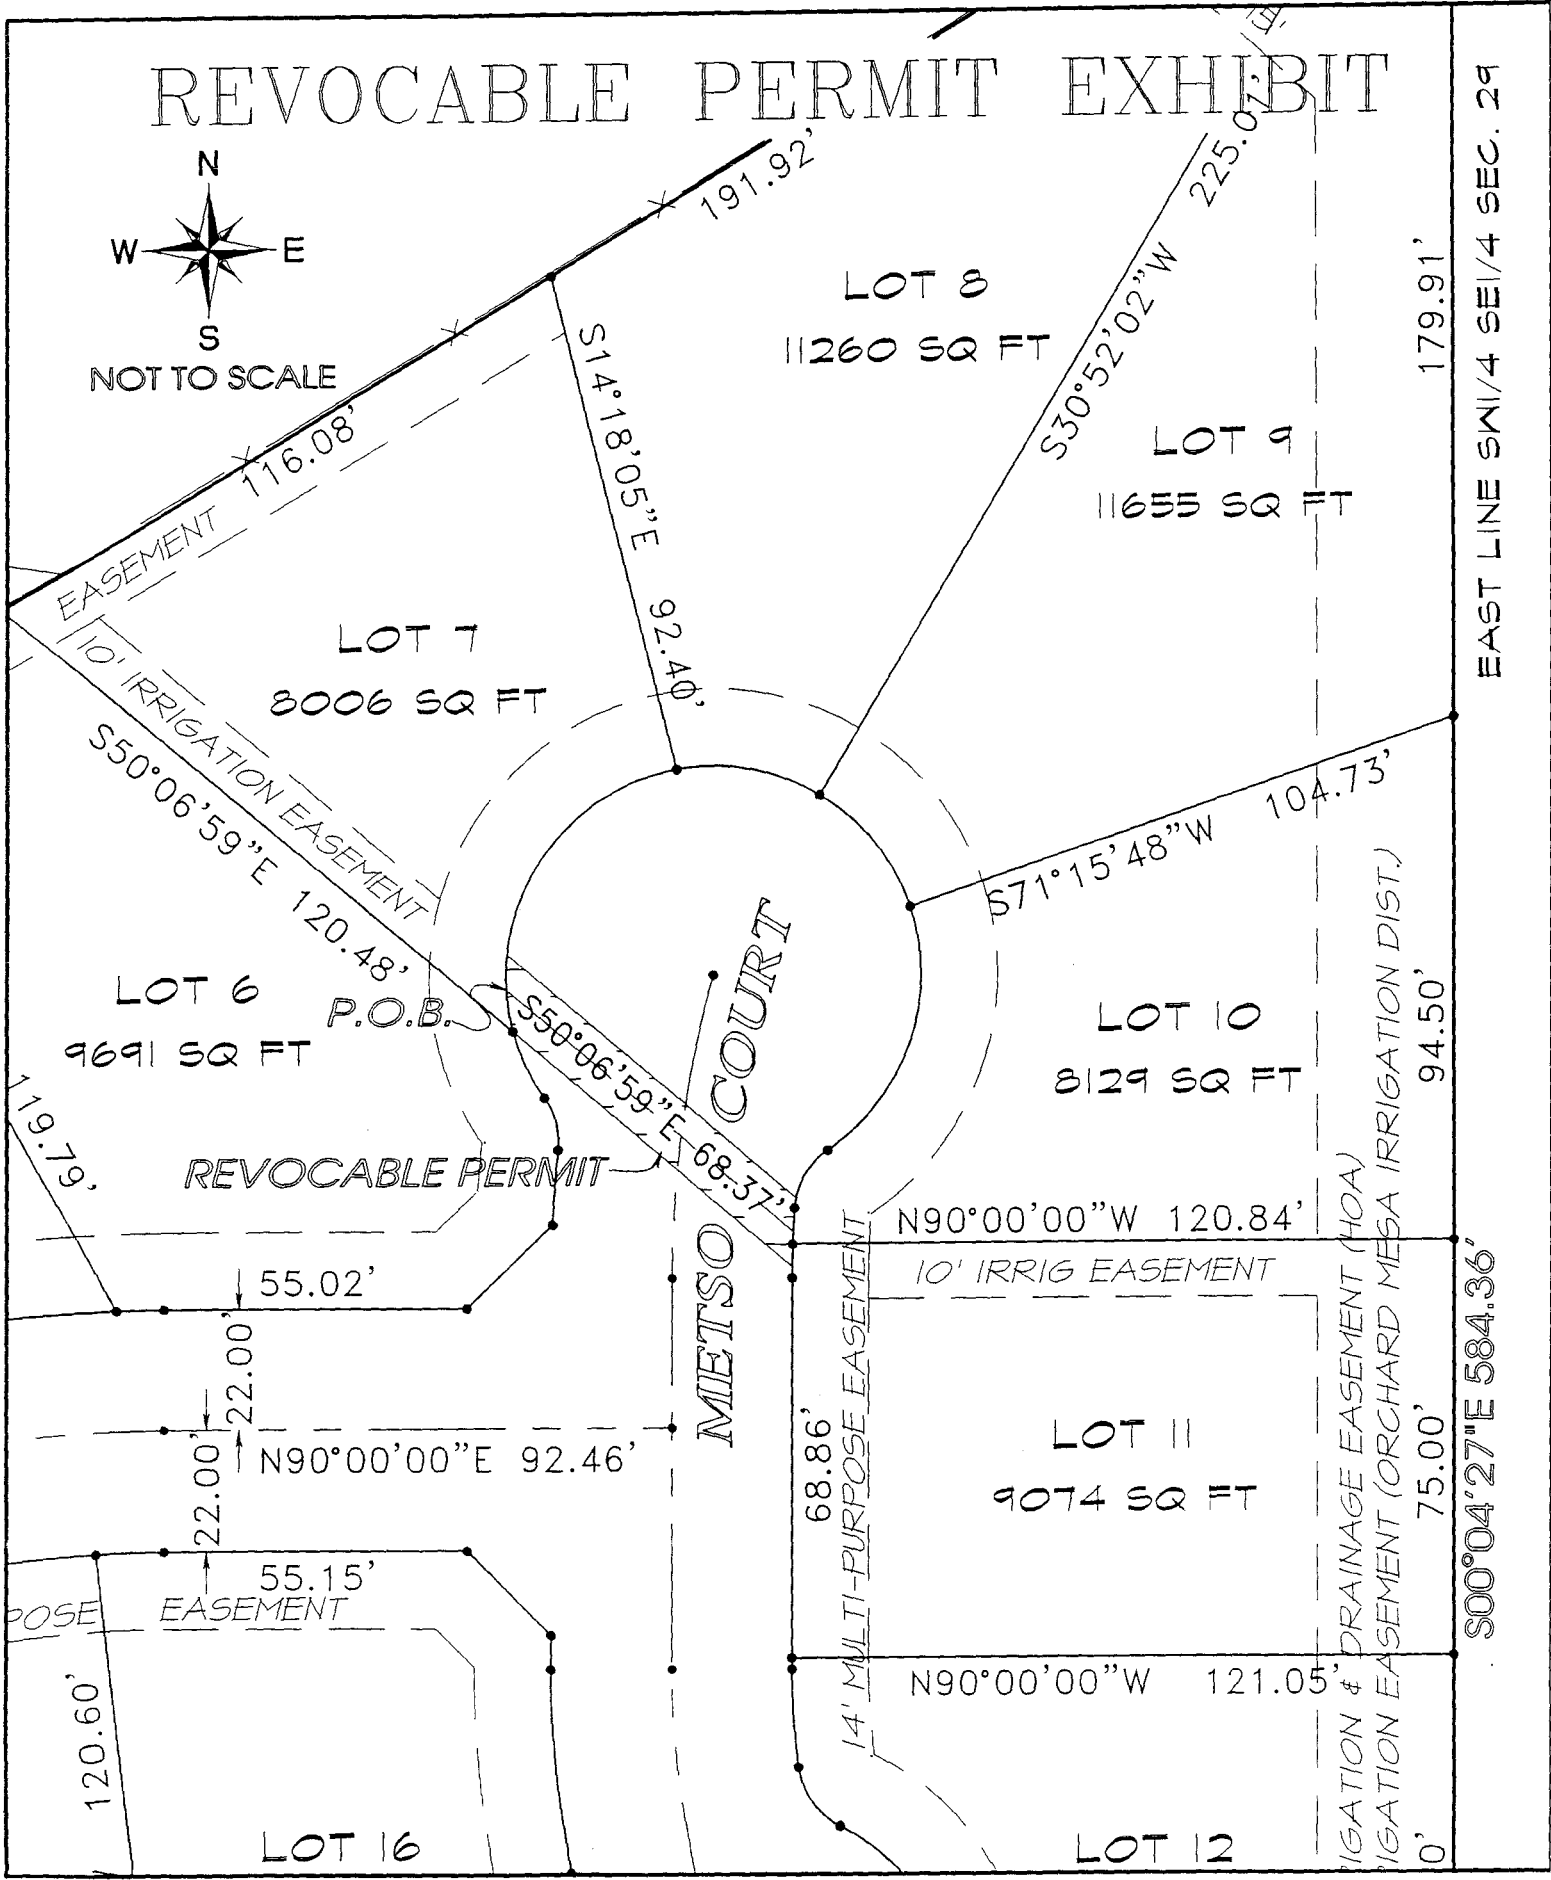 REVOCABLE PERMIT EXHIBIT
N
W E
S
NOT TO SCALE
191.92'
225.07'
116.08'
EASEMENT
10' IRRIGATION EASEMENT
S14°18'05"E 92.40'
LOT 8
11260 SQ FT
S30°52'02"W
LOT 9
11655 SQ FT
179.91'
EAST LINE SW1/4 SE1/4 SEC. 29
LOT 7
8006 SQ FT
S50°06'59"E 120.48'
S71°15'48"W 104.73'
LOT 6
9691 SQ FT
P.O.B.
S50°06'59"E 68.37'
METSO COURT
LOT 10
8129 SQ FT
94.50'
119.79'
REVOCABLE PERMIT
N90°00'00"W 120.84'
10' IRRIG EASEMENT
55.02'
22.00'
22.00'
N90°00'00"E 92.46'
68.86'
14' MULTI-PURPOSE EASEMENT
LOT 11
9074 SQ FT
75.00'
S00°04'27"E 584.36'
IGATION & DRAINAGE EASEMENT (HOA)
IGATION EASEMENT (ORCHARD MESA IRRIGATION DIST.)
55.15'
POSE EASEMENT
N90°00'00"W 121.05'
120.60'
LOT 16
LOT 12
0'